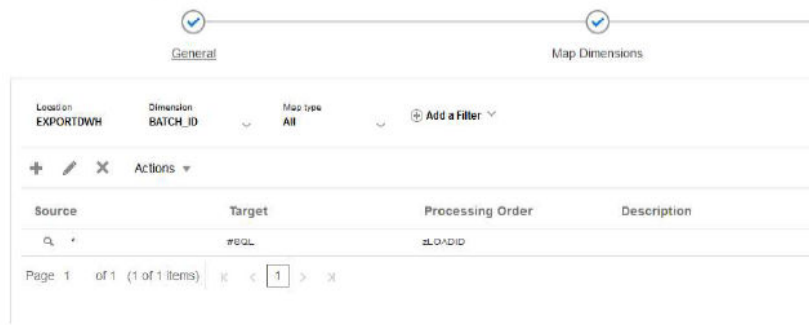 General Map Dimensions
Location Dimension Map type
EXPORTDWH BATCH_ID All Add a Filter
Actions
Source Target Processing Order Description
* #SQL zLOADID
Page 1 of 1 (1 of 1 items) 1